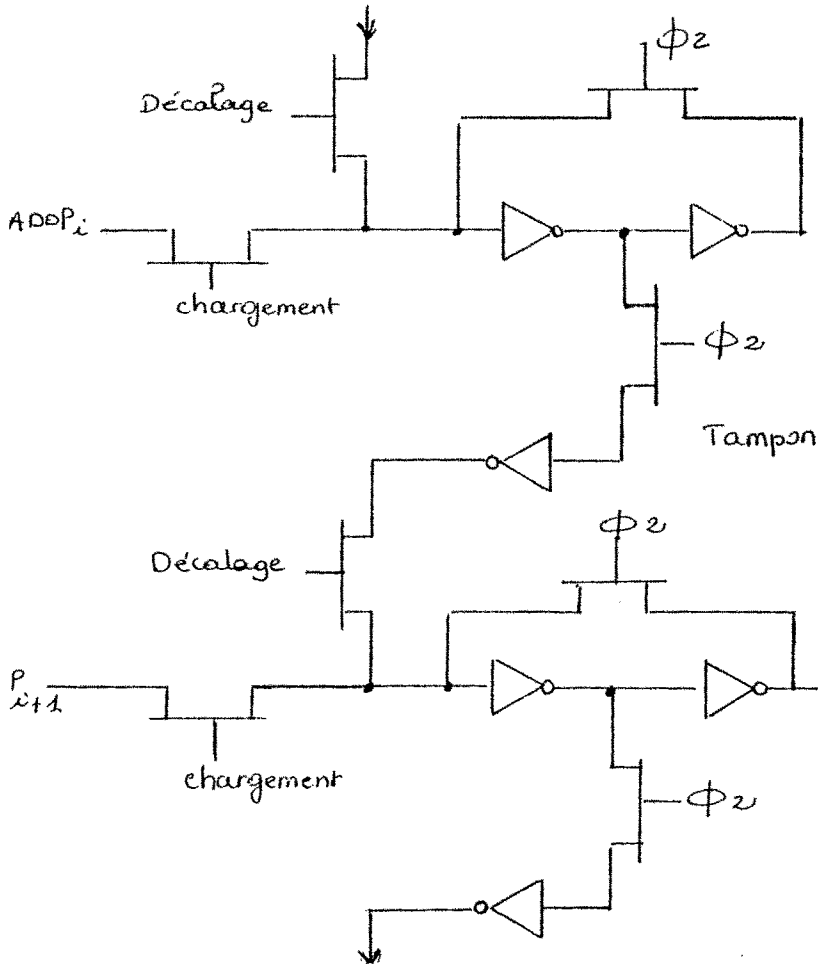 ϕ2
Décalage
ADDPi
chargement
ϕ2
Tampon
ϕ2
Décalage
Pi+1
chargement
ϕ2